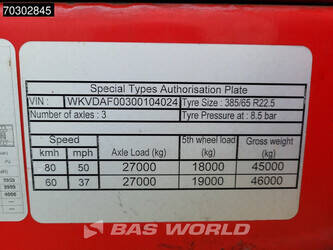 70302845
Special Types Authorisation Plate
VIN : WKVDAF00300104024 Tyre Size : 385/65 R22.5
Number of axles : 3 Tyre Pressure at : 8.5 bar
Speed Axle Load (kg) 5th wheel load (kg) Gross weight (kg)
kmh mph
80 50 27000 18000 45000
60 37 27000 19000 46000
BAS WORLD